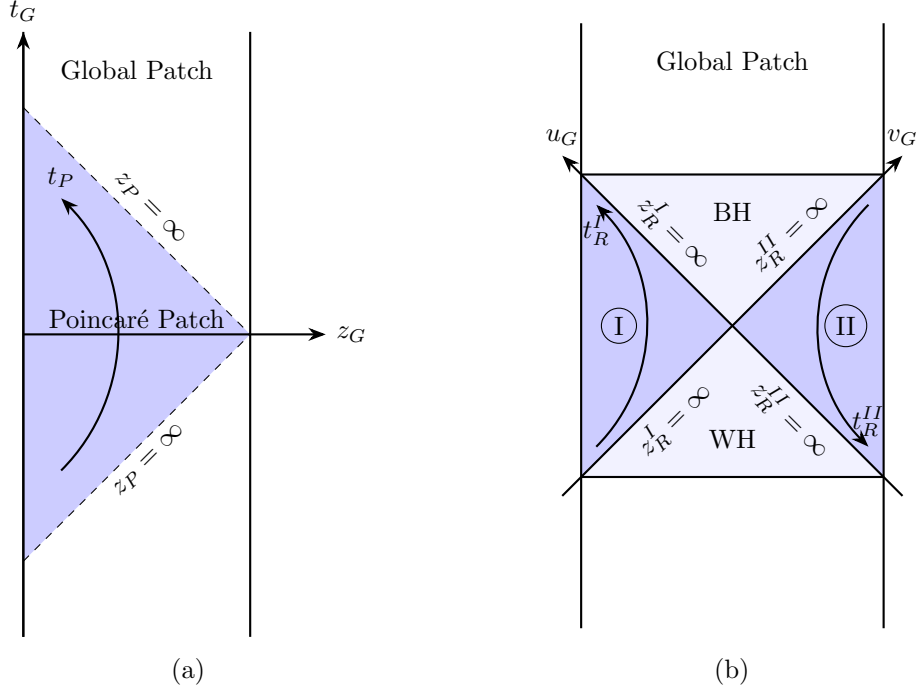 t_G
Global Patch
z_P = ∞
t_P
Poincaré Patch
z_G
z_P = ∞
(a)
Global Patch
u_G
v_G
BH
z_R^I = ∞
z_R^{II} = ∞
t_R^I
I
II
z_R^I = ∞
z_R^{II} = ∞
t_R^{II}
WH
(b)